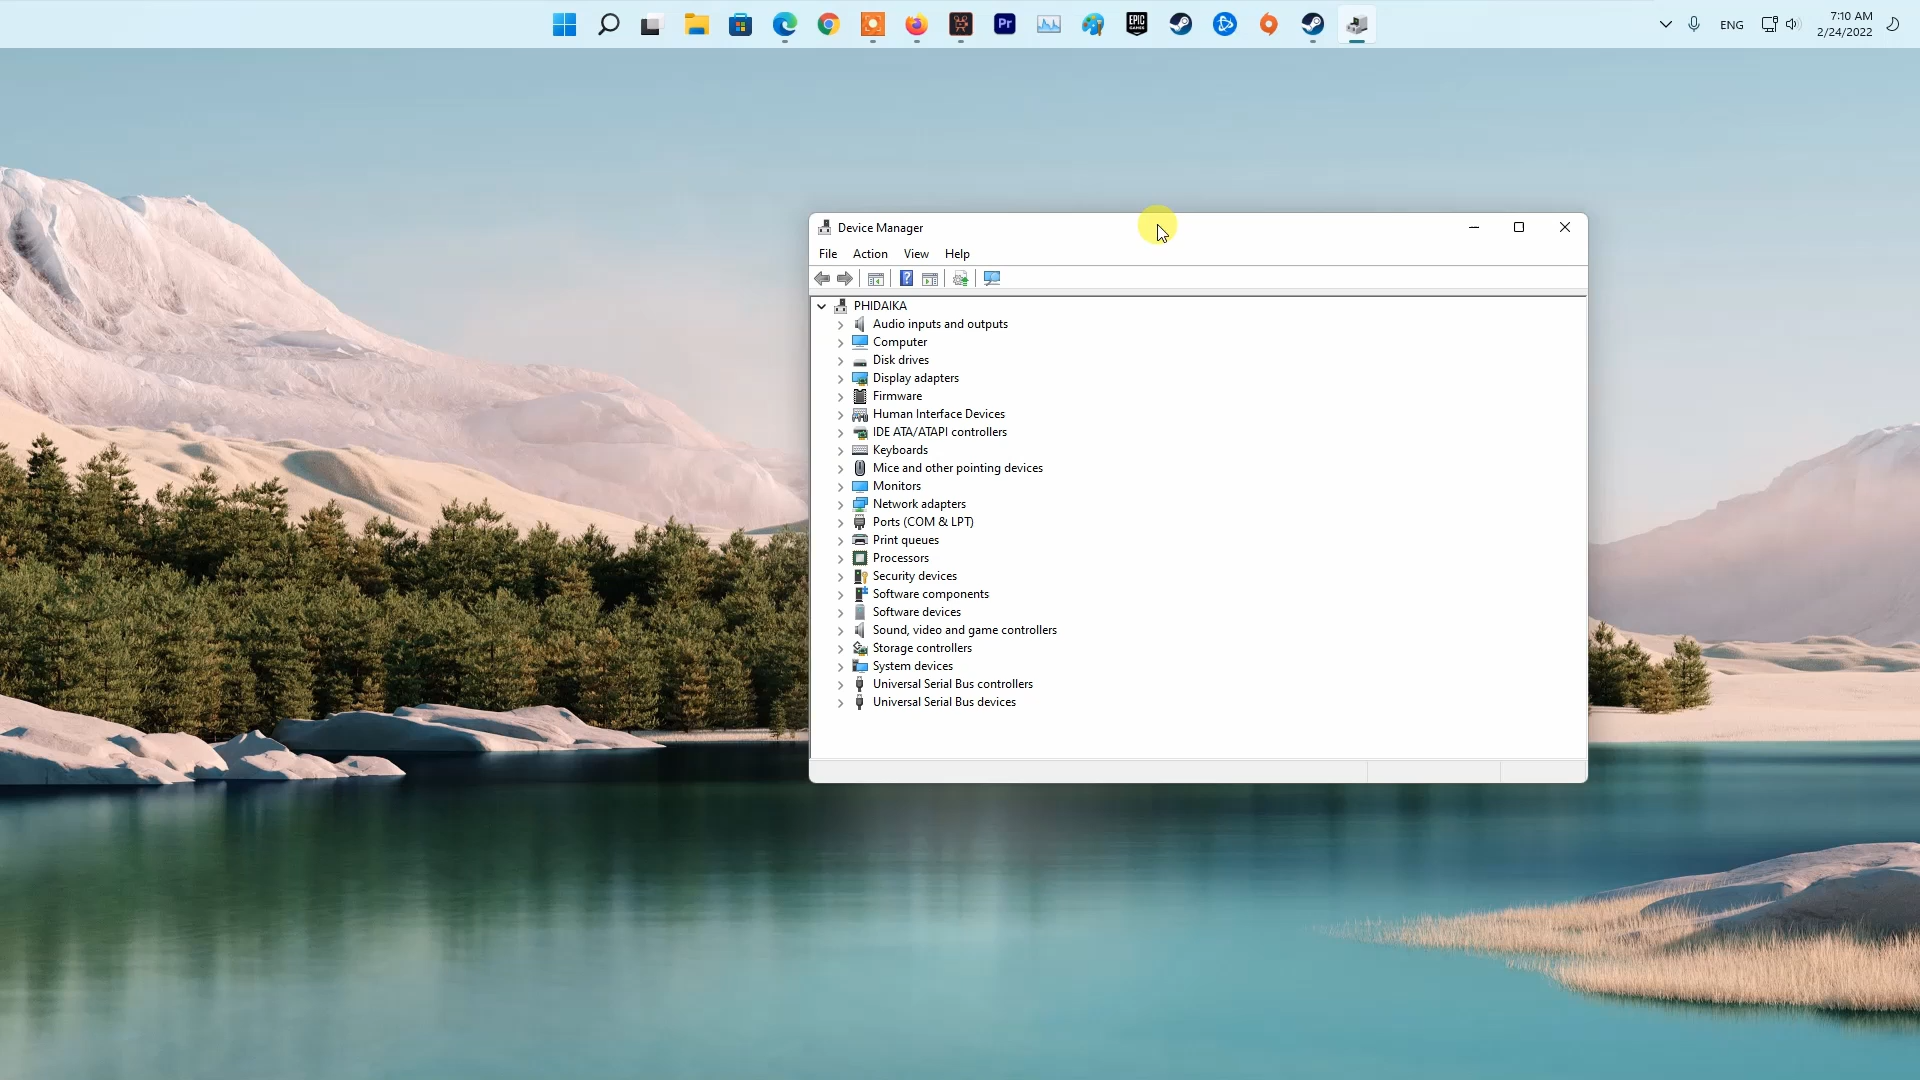 Pr
EPIC
GAMES
ENG
7:10 AM
2/24/2022
Device Manager
File Action View Help
?
PHIDAIKA
Audio inputs and outputs
Computer
Disk drives
Display adapters
Firmware
Human Interface Devices
IDE ATA/ATAPI controllers
Keyboards
Mice and other pointing devices
Monitors
Network adapters
Ports (COM & LPT)
Print queues
Processors
Security devices
Software components
Software devices
Sound, video and game controllers
Storage controllers
System devices
Universal Serial Bus controllers
Universal Serial Bus devices